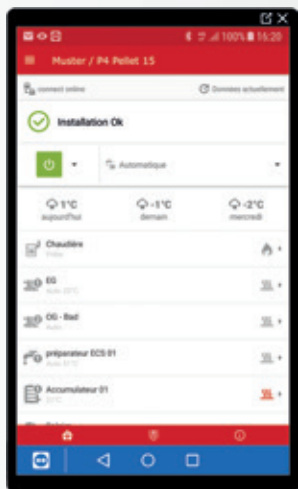 100% 16:20
Muster / P4 Pellet 15
connect online Données actuellement
Installation Ok
Automatique
1°C -1°C -2°C
aujourd'hui demain mercredi
Chaudière
EG
OG - Bad
Auto
préparateur ECS 01
Accumulateur 01